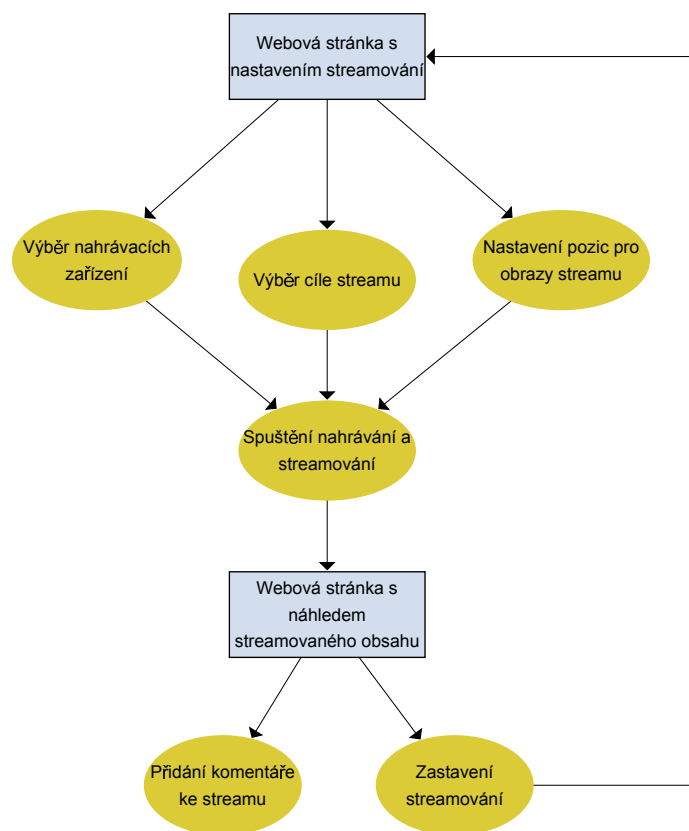 Webová stránka s
nastavením streamování
Výběr nahrávacích
zařízení
Výběr cíle streamu
Nastavení pozic pro
obrazy streamu
Spuštění nahrávání a
streamování
Webová stránka s
náhledem
streamovaného obsahu
Přidání komentáře
ke streamu
Zastavení
streamování